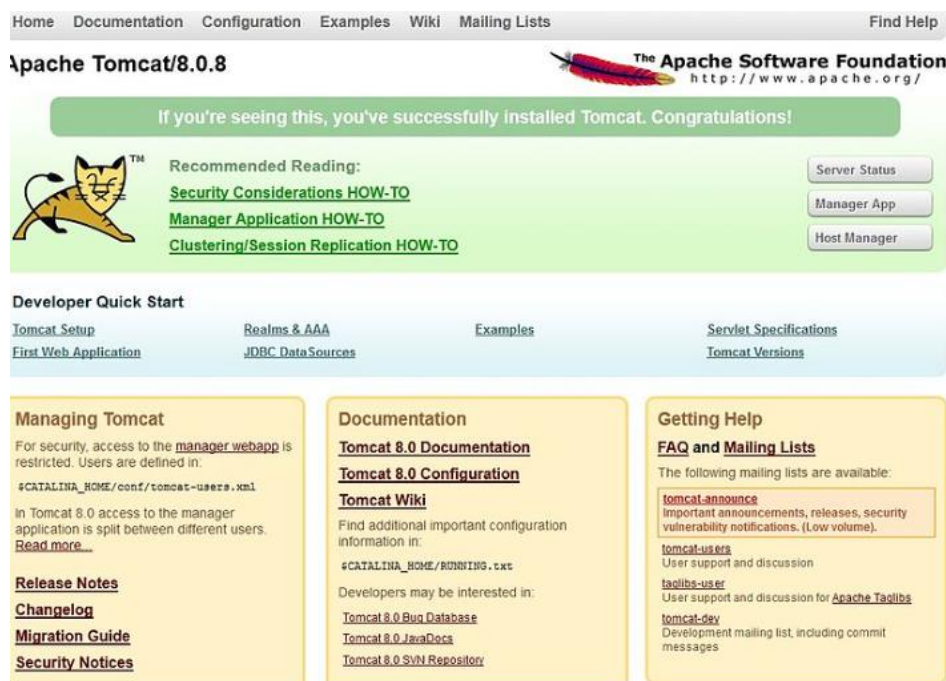 Home Documentation Configuration Examples Wiki Mailing Lists Find Help
Apache Tomcat/8.0.8
The Apache Software Foundation
http://www.apache.org/
If you're seeing this, you've successfully installed Tomcat. Congratulations!
TM
Recommended Reading:
Security Considerations HOW-TO
Manager Application HOW-TO
Clustering/Session Replication HOW-TO
Server Status
Manager App
Host Manager
Developer Quick Start
Tomcat Setup
First Web Application
Realms & AAA
JDBC DataSources
Examples
Servlet Specifications
Tomcat Versions
Managing Tomcat
For security, access to the manager webapp is
restricted. Users are defined in:
$CATALINA_HOME/conf/tomcat-users.xml
In Tomcat 8.0 access to the manager
application is split between different users.
Read more...
Release Notes
Changelog
Migration Guide
Security Notices
Documentation
Tomcat 8.0 Documentation
Tomcat 8.0 Configuration
Tomcat Wiki
Find additional important configuration
information in:
$CATALINA_HOME/RUNNING.txt
Developers may be interested in:
Tomcat 8.0 Bug Database
Tomcat 8.0 JavaDocs
Tomcat 8.0 SVN Repository
Getting Help
FAQ and Mailing Lists
The following mailing lists are available:
tomcat-announce
Important announcements, releases, security
vulnerability notifications. (Low volume).
tomcat-users
User support and discussion
taglibs-user
User support and discussion for Apache Taglibs
tomcat-dev
Development mailing list, including commit
messages